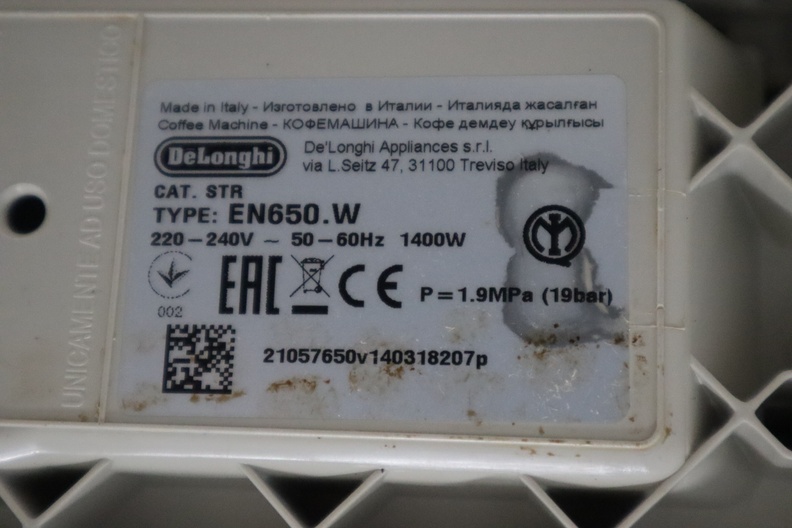 UNICAMENTE AD USO DOMESTICO
Made in Italy - Изготовлено в Италии - Италияда жасалған
Coffee Machine - КОФЕМАШИНА - Кофе демдеу құрылғысы
DeLonghi
De'Longhi Appliances s.r.l.
via L.Seitz 47, 31100 Treviso Italy
CAT. STR
TYPE: EN650.W
220-240V ~ 50-60Hz 1400W
002
EAC CE P=1.9MPa (19bar)
21057650v140318207p